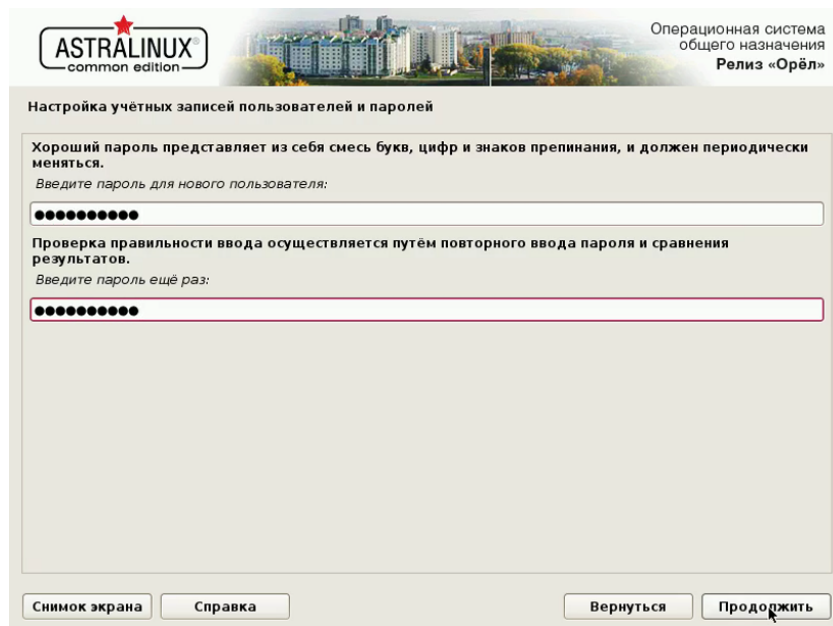 ASTRALINUX®
common edition
Операционная система
общего назначения
Релиз «Орёл»
Настройка учётных записей пользователей и паролей
Хороший пароль представляет из себя смесь букв, цифр и знаков препинания, и должен периодически
меняться.
Введите пароль для нового пользователя:
●●●●●●●●●●
Проверка правильности ввода осуществляется путём повторного ввода пароля и сравнения
результатов.
Введите пароль ещё раз:
●●●●●●●●●●
Снимок экрана
Справка
Вернуться
Продолжить